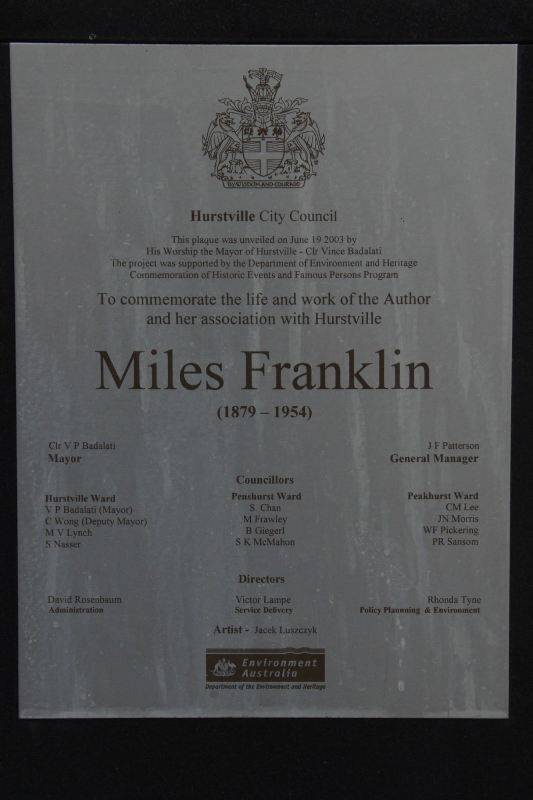 BY WISDOM AND COURAGE
Hurstville City Council
This plaque was unveiled on June 19 2003 by
His Worship the Mayor of Hurstville - Clr Vince Badalati
The project was supported by the Department of Environment and Heritage
Commemoration of Historic Events and Famous Persons Program
To commemorate the life and work of the Author
and her association with Hurstville
Miles Franklin
(1879 – 1954)
Clr V P Badalati
Mayor
J F Patterson
General Manager
Councillors
Hurstville Ward
V P Badalati (Mayor)
C Wong (Deputy Mayor)
M V Lynch
S Nasser
Penshurst Ward
S. Chan
M Frawley
B Giegerl
S K McMahon
Peakhurst Ward
CM Lee
JN Morris
WF Pickering
PR Sansom
Directors
David Rosenbaum
Administration
Victor Lampe
Service Delivery
Rhonda Tyne
Policy Plannning & Environment
Artist - Jacek Luszczyk
Environment
Australia
Department of the Environment and Heritage